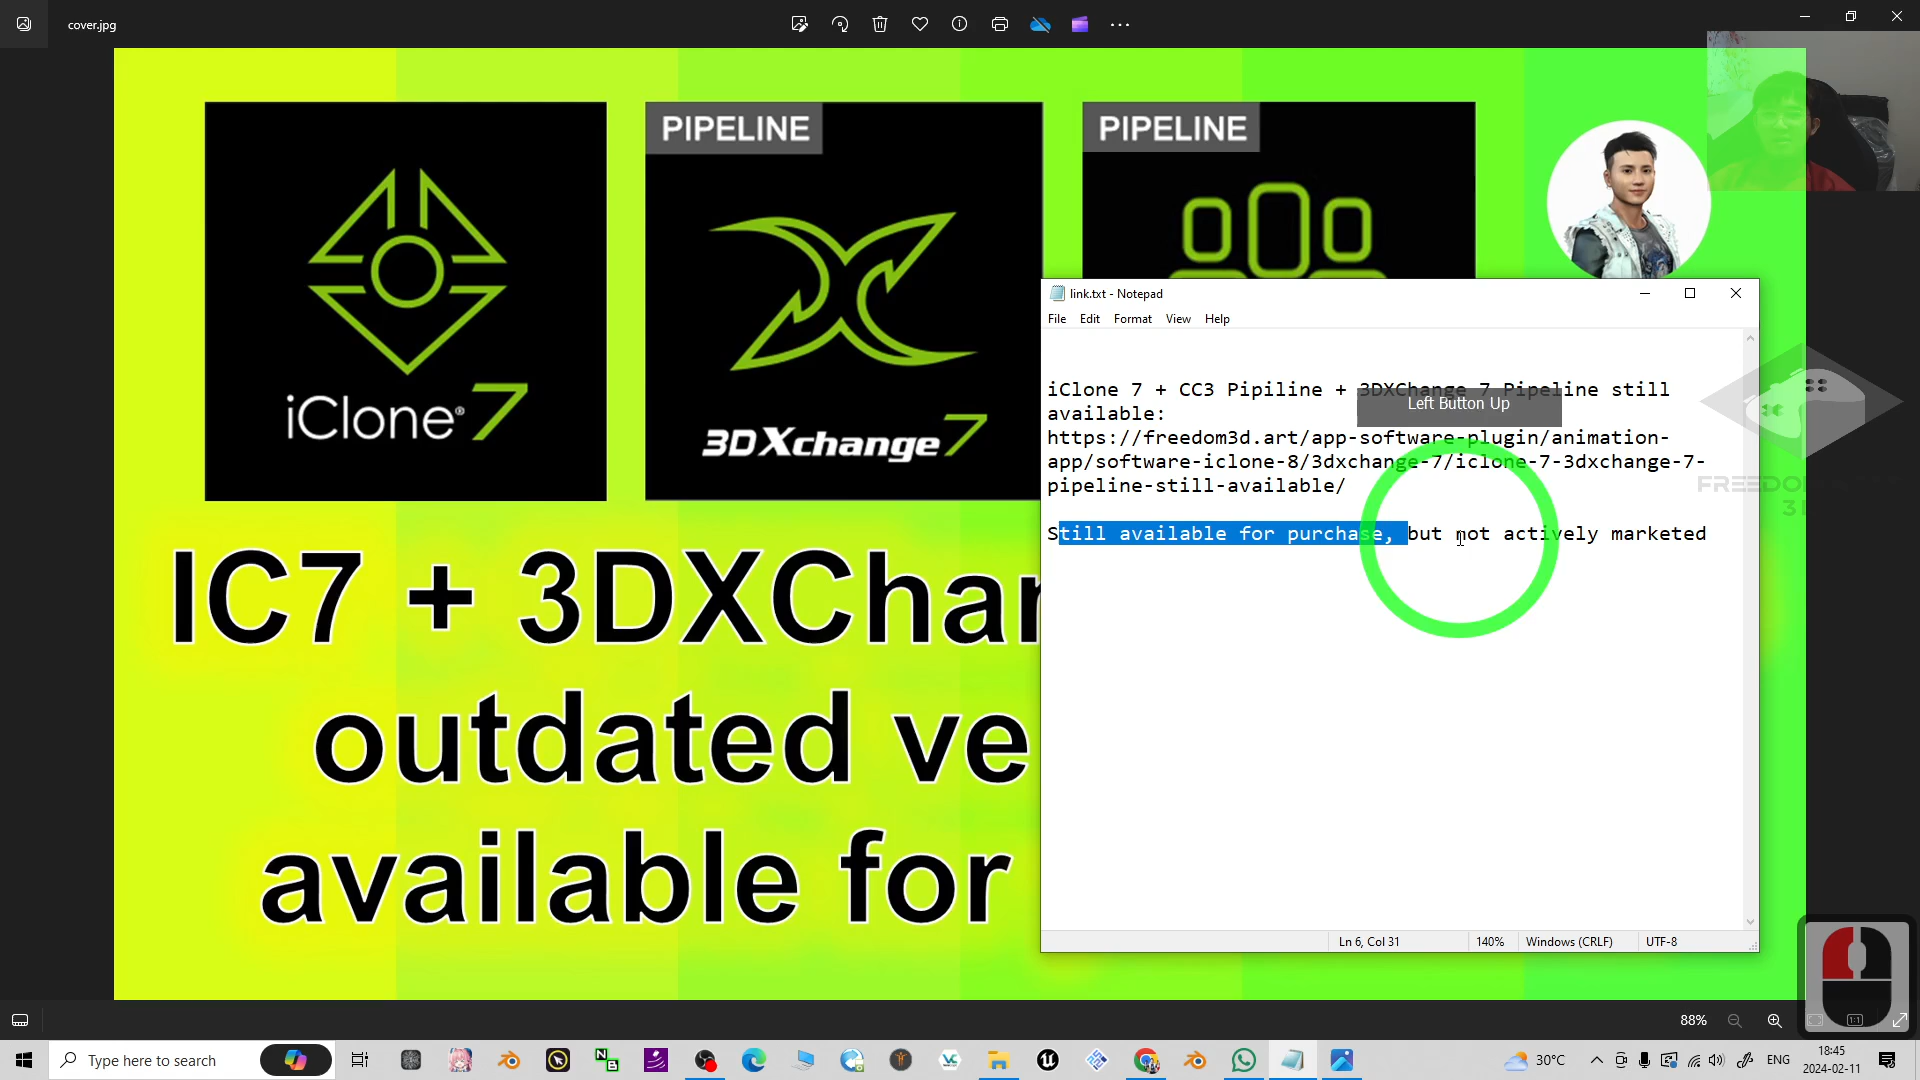 cover.jpg
PIPELINE
PIPELINE
iClone® 7
3DXchange 7
link.txt - Notepad
File Edit Format View Help
iClone 7 + CC3 Pipiline + 3DXChange 7 Pipeline still
available:
https://freedom3d.art/app-software-plugin/animation-
app/software-iclone-8/3dxchange-7/iclone-7-3dxchange-7-
pipeline-still-available/
Still available for purchase, but not actively marketed
Left Button Up
Ln 6, Col 31
140%
Windows (CRLF)
UTF-8
IC7 + 3DXChan
outdated ve
available for
88%
Type here to search
30°C
ENG
18:45
2024-02-11